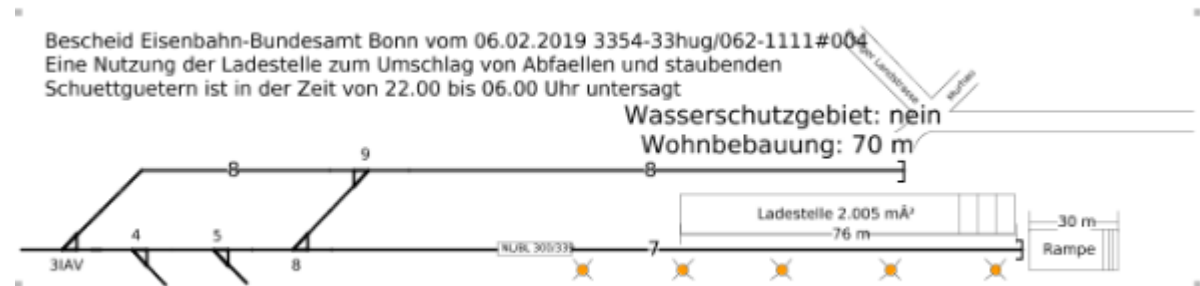 Bescheid Eisenbahn-Bundesamt Bonn vom 06.02.2019 3354-33hug/062-1111#004
Eine Nutzung der Ladestelle zum Umschlag von Abfaellen und staubenden
Schuettguetern ist in der Zeit von 22.00 bis 06.00 Uhr untersagt
Landstrasse
Wasserschutzgebiet: nein
Wohnbebauung: 70 m
9
8
8
Ladestelle 2.005 mÂ²
76 m
30 m
Rampe
4
5
7
3IAV
8